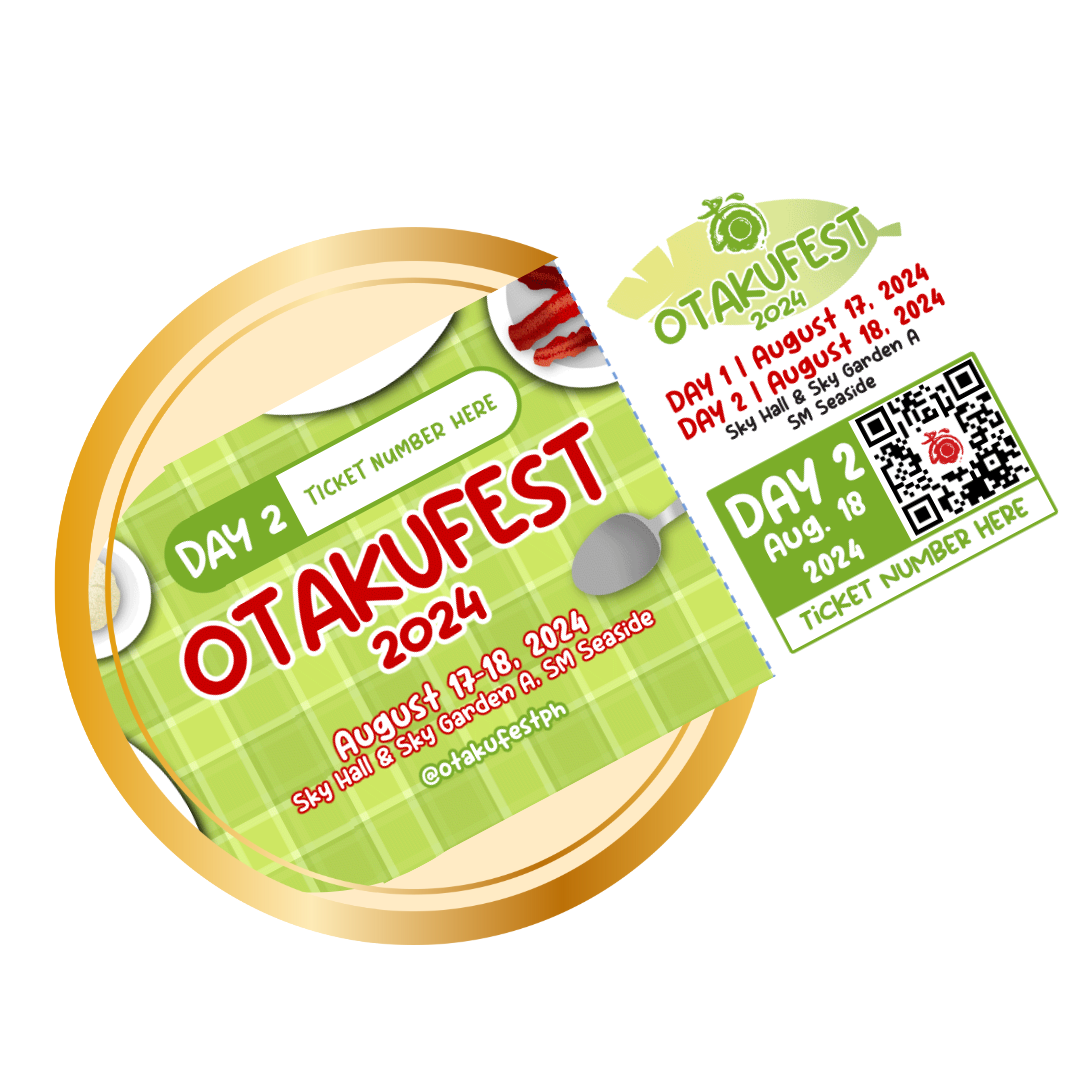 DAY 2
TICKET NUMBER HERE
OTAKUFEST
2024
August 17-18, 2024
Sky Hall & Sky Garden A, SM Seaside
@otakufestph
OTAKUFEST
2024
DAY 1 | August 17, 2024
DAY 2 | August 18, 2024
Sky Hall & Sky Garden A
SM Seaside
DAY 2
Aug. 18
2024
TICKET NUMBER HERE